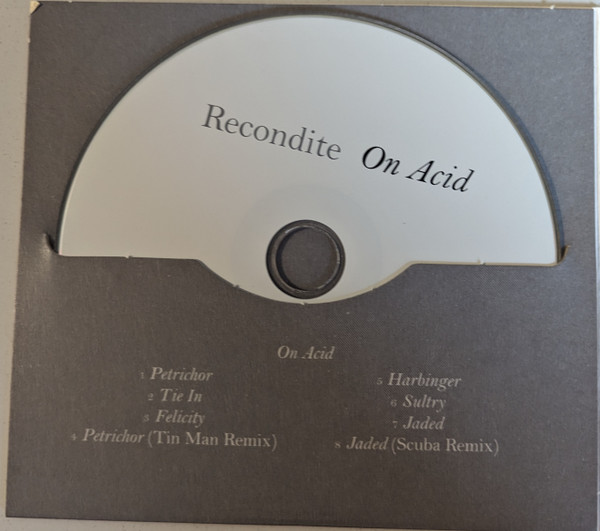 Recondite On Acid
On Acid
1 Petrichor
2 Tie In
3 Felicity
4 Petrichor (Tin Man Remix)
5 Harbinger
6 Sultry
7 Jaded
8 Jaded (Scuba Remix)